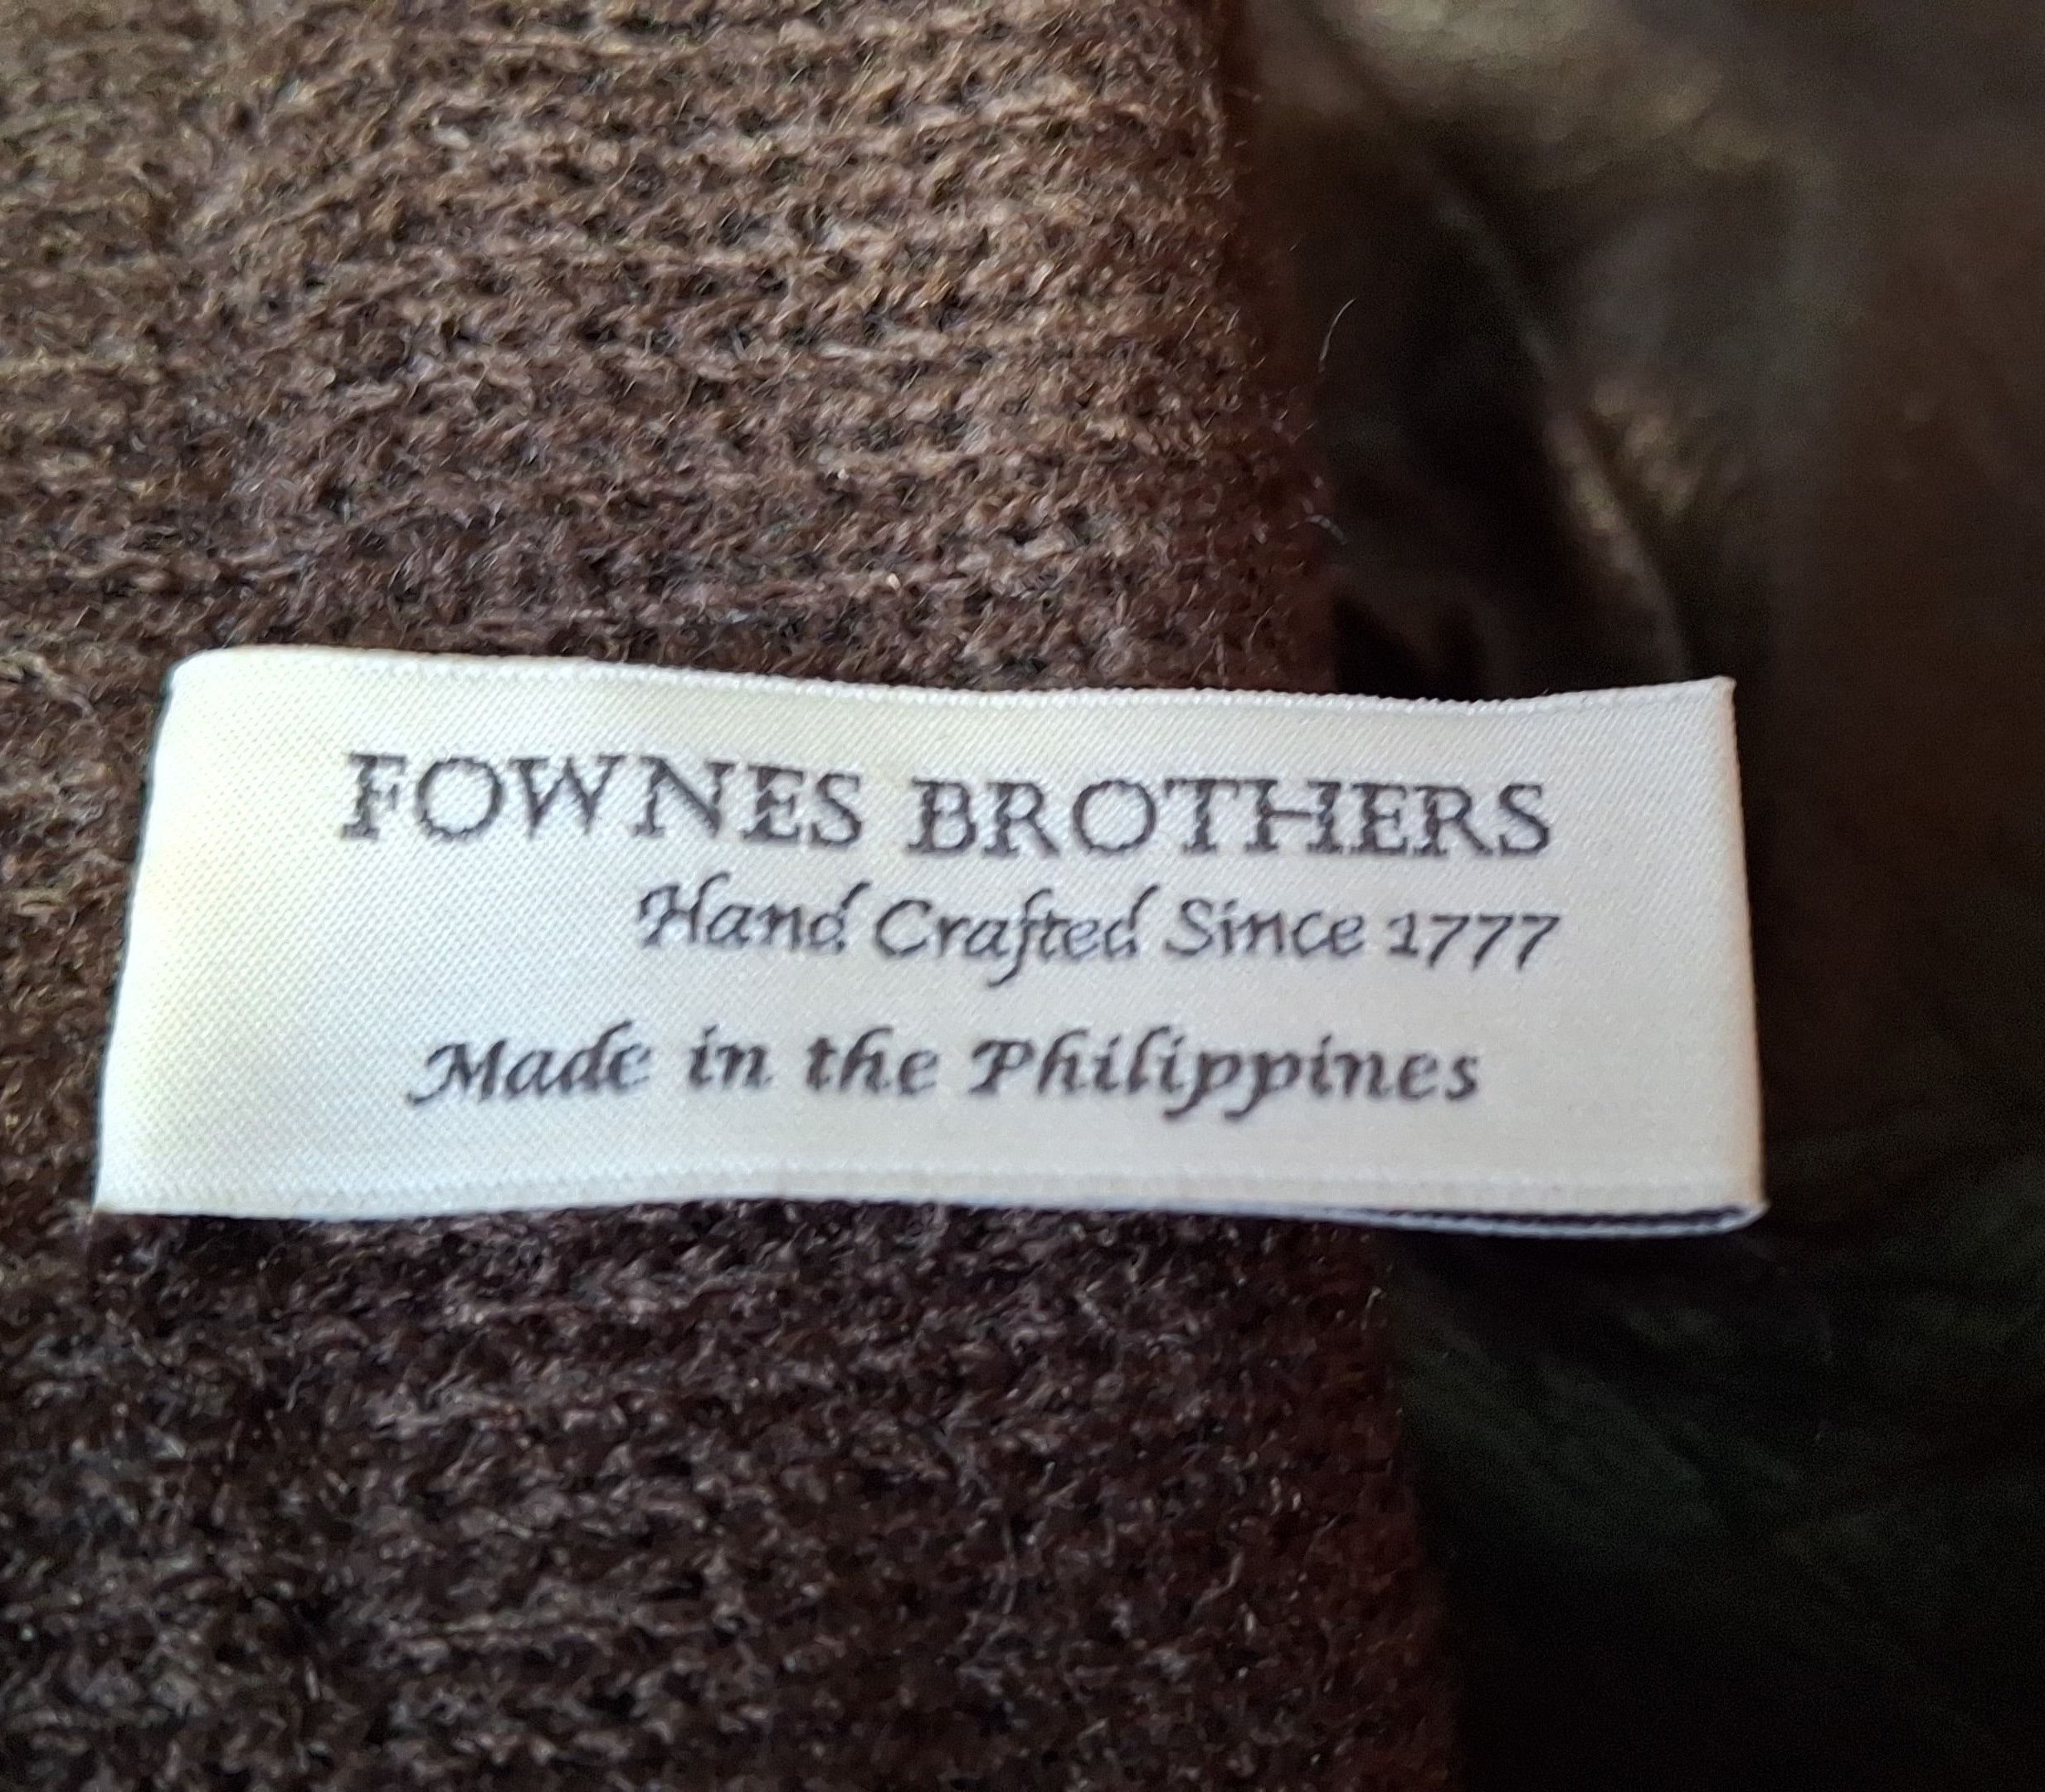 FOWNES BROTHERS
Hand Crafted Since 1777
Made in the Philippines